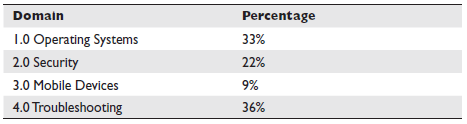 Domain Percentage
1.0 Operating Systems 33%
2.0 Security 22%
3.0 Mobile Devices 9%
4.0 Troubleshooting 36%